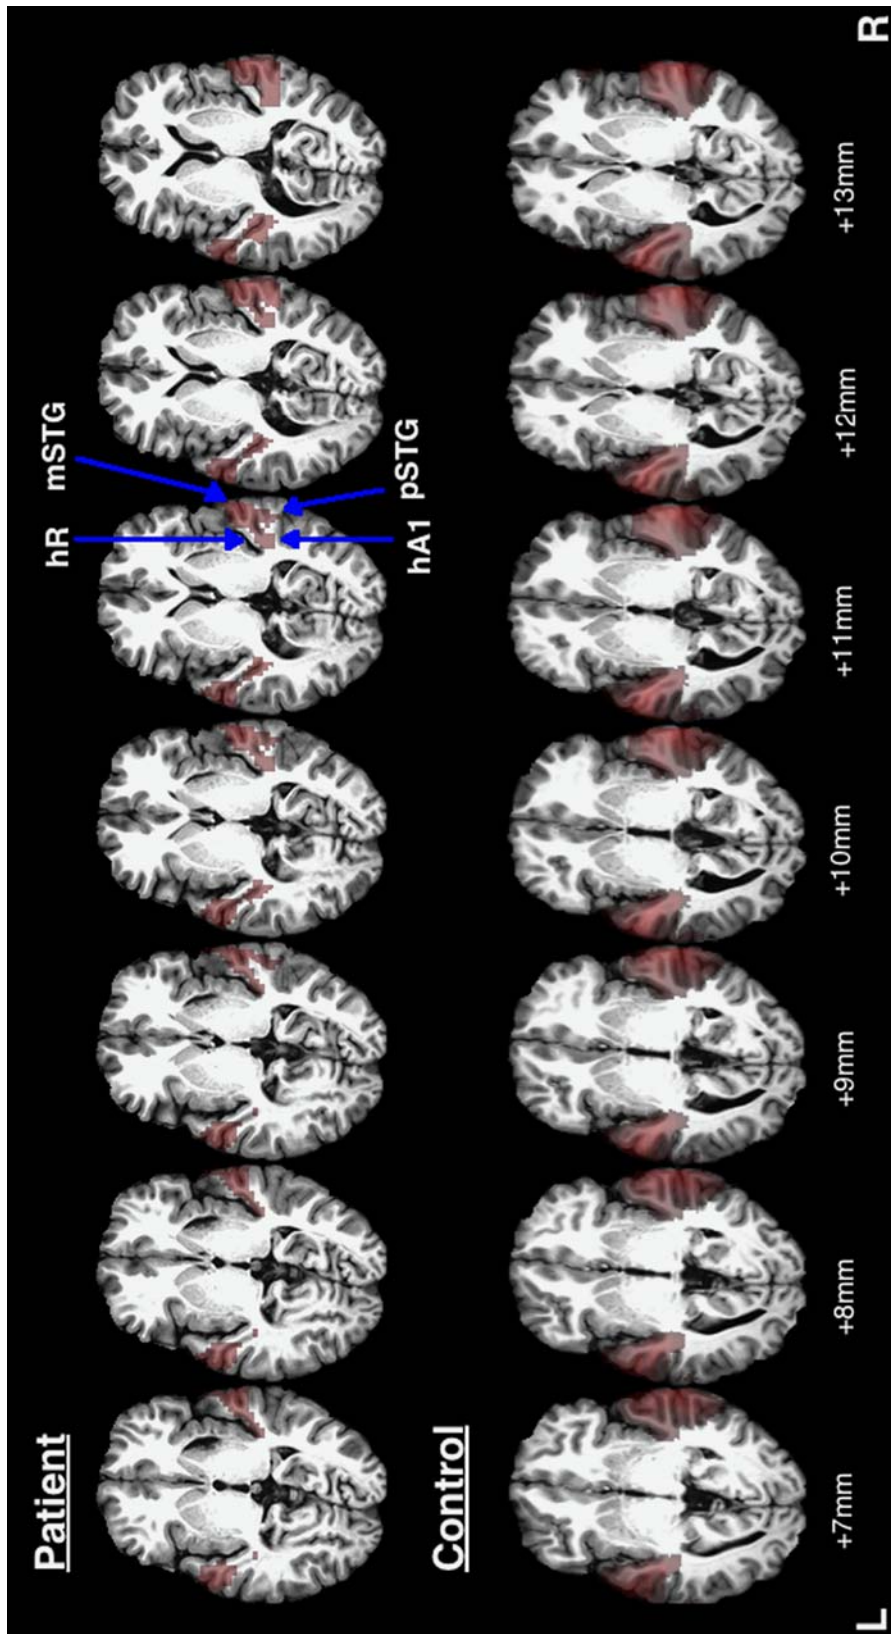 Patient
hR
mSTG
hA1
pSTG
Control
+7mm
+8mm
+9mm
+10mm
+11mm
+12mm
+13mm
L
R